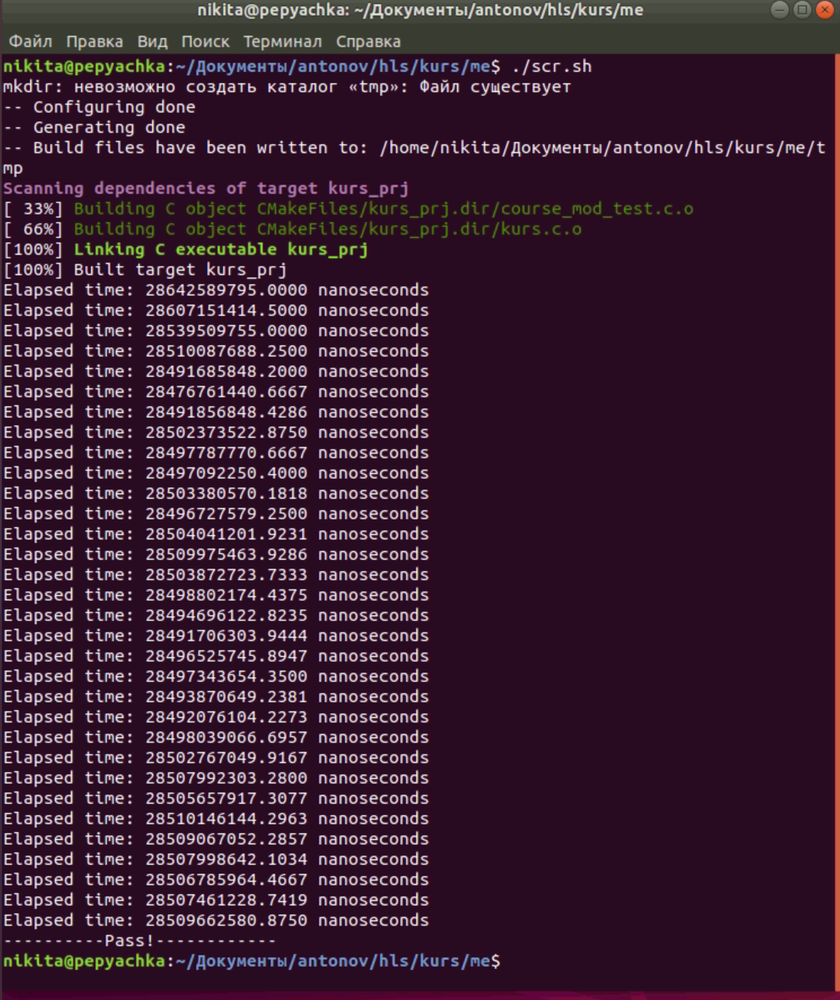 nikita@pepyachka: ~/Документы/antonov/hls/kurs/me
Файл Правка Вид Поиск Терминал Справка
nikita@pepyachka:~/Документы/antonov/hls/kurs/me$ ./scr.sh
mkdir: невозможно создать каталог «tmp»: Файл существует
-- Configuring done
-- Generating done
-- Build files have been written to: /home/nikita/Документы/antonov/hls/kurs/me/t
mp
Scanning dependencies of target kurs_prj
[ 33%] Building C object CMakeFiles/kurs_prj.dir/course_mod_test.c.o
[ 66%] Building C object CMakeFiles/kurs_prj.dir/kurs.c.o
[100%] Linking C executable kurs_prj
[100%] Built target kurs_prj
Elapsed time: 28642589795.0000 nanoseconds
Elapsed time: 28607151414.5000 nanoseconds
Elapsed time: 28539509755.0000 nanoseconds
Elapsed time: 28510087688.2500 nanoseconds
Elapsed time: 28491685848.2000 nanoseconds
Elapsed time: 28476761440.6667 nanoseconds
Elapsed time: 28491856848.4286 nanoseconds
Elapsed time: 28502373522.8750 nanoseconds
Elapsed time: 28497787770.6667 nanoseconds
Elapsed time: 28497092250.4000 nanoseconds
Elapsed time: 28503380570.1818 nanoseconds
Elapsed time: 28496727579.2500 nanoseconds
Elapsed time: 28504041201.9231 nanoseconds
Elapsed time: 28509975463.9286 nanoseconds
Elapsed time: 28503872723.7333 nanoseconds
Elapsed time: 28498802174.4375 nanoseconds
Elapsed time: 28494696122.8235 nanoseconds
Elapsed time: 28491706303.9444 nanoseconds
Elapsed time: 28496525745.8947 nanoseconds
Elapsed time: 28497343654.3500 nanoseconds
Elapsed time: 28493870649.2381 nanoseconds
Elapsed time: 28492076104.2273 nanoseconds
Elapsed time: 28498039066.6957 nanoseconds
Elapsed time: 28502767049.9167 nanoseconds
Elapsed time: 28507992303.2800 nanoseconds
Elapsed time: 28505657917.3077 nanoseconds
Elapsed time: 28510146144.2963 nanoseconds
Elapsed time: 28509067052.2857 nanoseconds
Elapsed time: 28507998642.1034 nanoseconds
Elapsed time: 28506785964.4667 nanoseconds
Elapsed time: 28507461228.7419 nanoseconds
Elapsed time: 28509662580.8750 nanoseconds
----------Pass!------------
nikita@pepyachka:~/Документы/antonov/hls/kurs/me$